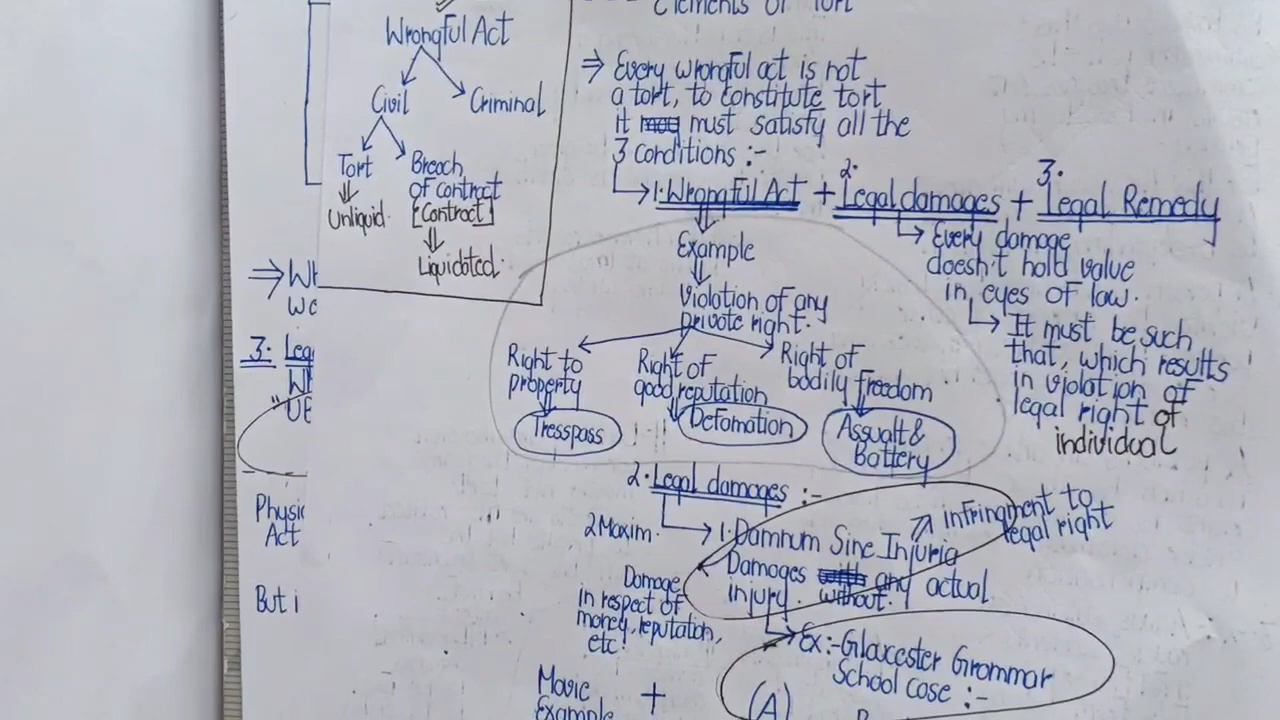 Wrongful Act
Civil
Criminal
Tort
Breach
of contract
[Contract]
Unliquid.
Liquidated.
Elements of Tort
⇒ Every wrongful act is not
a tort, to constitute tort
it must satisfy all the
3 conditions :-
1. Wrongful Act + 2. Legal damages + 3. Legal Remedy
Example
Violation of any
private right.
Right to
property
Tresspass
Right of
good reputation
Defamation
Right of
bodily freedom
Assualt &
Battery
Every damage
doesn't hold value
in eyes of law.
It must be such
that, which results
in violation of
legal right of
individual
3. Leg
Physic
Act
But i
2. Legal damages :-
2 Maxim.
1. Damnum Sine Injuria
infringment to
legal right
Damages any actual
injury. without.
Damage
in respect of
money, reputation,
etc.
Ex:- Gloucester Grammar
School case :-
Movie
Example
+
(A)